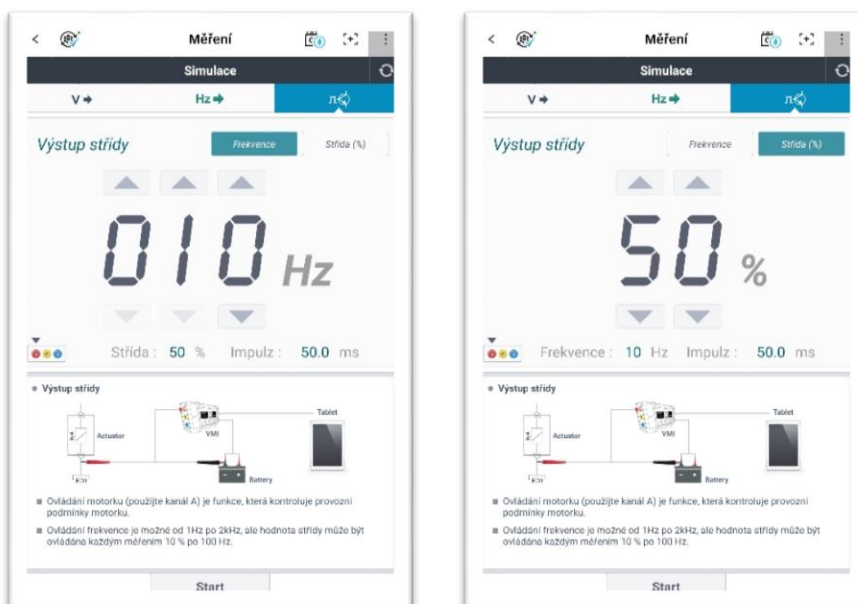 Měření
Simulace
V Hz
Výstup střídy Frekvence Střída (%)
010 Hz
Střída : 50 % Impulz : 50.0 ms
Výstup střídy
Tablet
Actuator
VMI
ECU
Battery
Ovládání motorku (použijte kanál A) je funkce, která kontroluje provozní
podmínky motorku.
Ovládání frekvence je možné od 1Hz po 2kHz, ale hodnota střídy může být
ovládána každým měřením 10 % po 100 Hz.
Start
Měření
Simulace
V Hz
Výstup střídy Frekvence Střída (%)
50 %
Frekvence : 10 Hz Impulz : 50.0 ms
Výstup střídy
Tablet
Actuator
VMI
ECU
Battery
Ovládání motorku (použijte kanál A) je funkce, která kontroluje provozní
podmínky motorku.
Ovládání frekvence je možné od 1Hz po 2kHz, ale hodnota střídy může být
ovládána každým měřením 10 % po 100 Hz.
Start